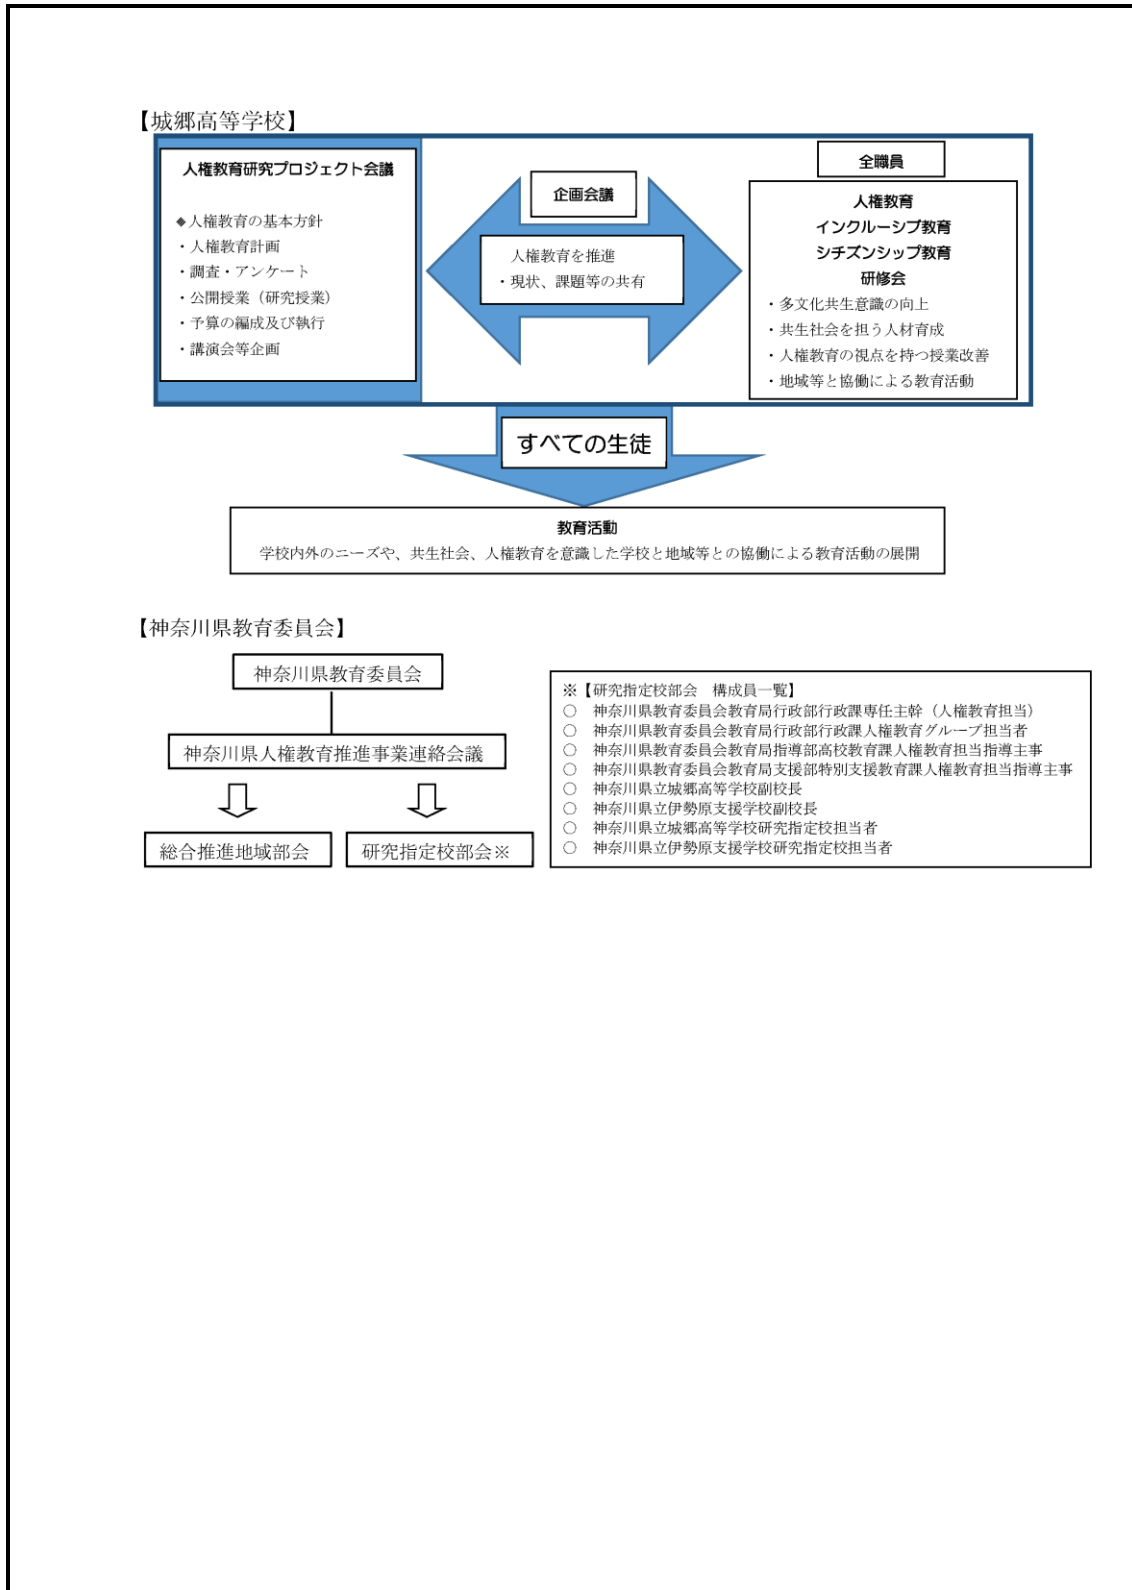 【城郷高等学校】
人権教育研究プロジェクト会議
◆人権教育の基本方針
・人権教育計画
・調査・アンケート
・公開授業（研究授業）
・予算の編成及び執行
・講演会等企画
企画会議
人権教育を推進
・現状、課題等の共有
全職員
人権教育
インクルーシブ教育
シチズンシップ教育
研修会
・多文化共生意識の向上
・共生社会を担う人材育成
・人権教育の視点を持つ授業改善
・地域等と協働による教育活動
すべての生徒
教育活動
学校内外のニーズや、共生社会、人権教育を意識した学校と地域等との協働による教育活動の展開
【神奈川県教育委員会】
神奈川県教育委員会
神奈川県人権教育推進事業連絡会議
総合推進地域部会
研究指定校部会※
※【研究指定校部会　構成員一覧】
○　神奈川県教育委員会教育局行政部行政課専任主幹（人権教育担当）
○　神奈川県教育委員会教育局行政部行政課人権教育グループ担当者
○　神奈川県教育委員会教育局指導部高校教育課人権教育担当指導主事
○　神奈川県教育委員会教育局支援部特別支援教育課人権教育担当指導主事
○　神奈川県立城郷高等学校副校長
○　神奈川県立伊勢原支援学校副校長
○　神奈川県立城郷高等学校研究指定校担当者
○　神奈川県立伊勢原支援学校研究指定校担当者